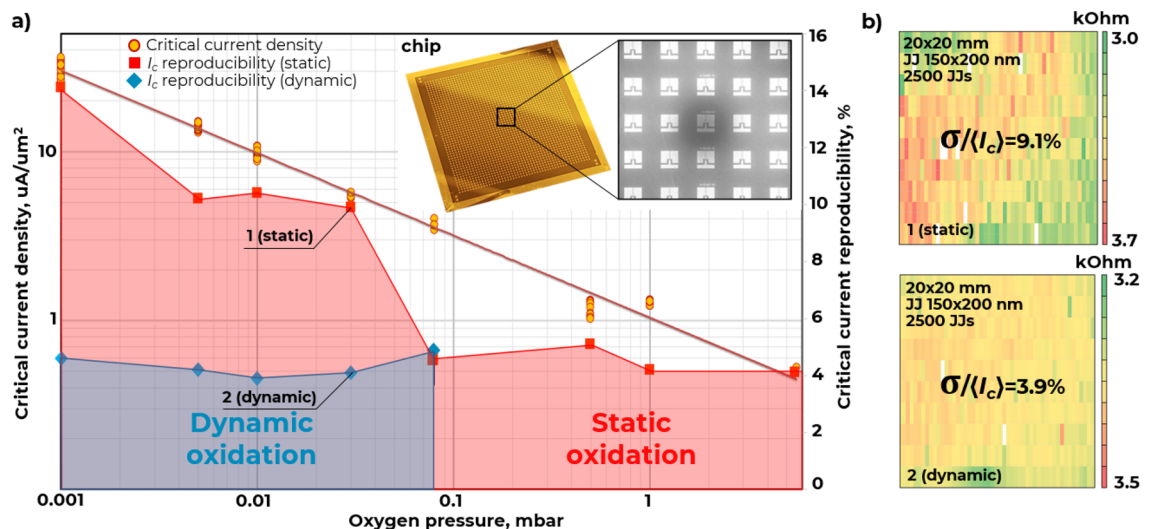 a)
Critical current density
Ic reproducibility (static)
Ic reproducibility (dynamic)
chip
Critical current density, uA/um²
10
1
1 (static)
2 (dynamic)
Dynamic
oxidation
Static
oxidation
0.001
0.01
0.1
1
Oxygen pressure, mbar
16
14
12
10
8
6
4
2
0
Critical current reproducibility, %
b)
kOhm
3.0
20x20 mm
JJ 150x200 nm
2500 JJs
σ/⟨Ic⟩=9.1%
1 (static)
3.7
kOhm
3.2
20x20 mm
JJ 150x200 nm
2500 JJs
σ/⟨Ic⟩=3.9%
2 (dynamic)
3.5